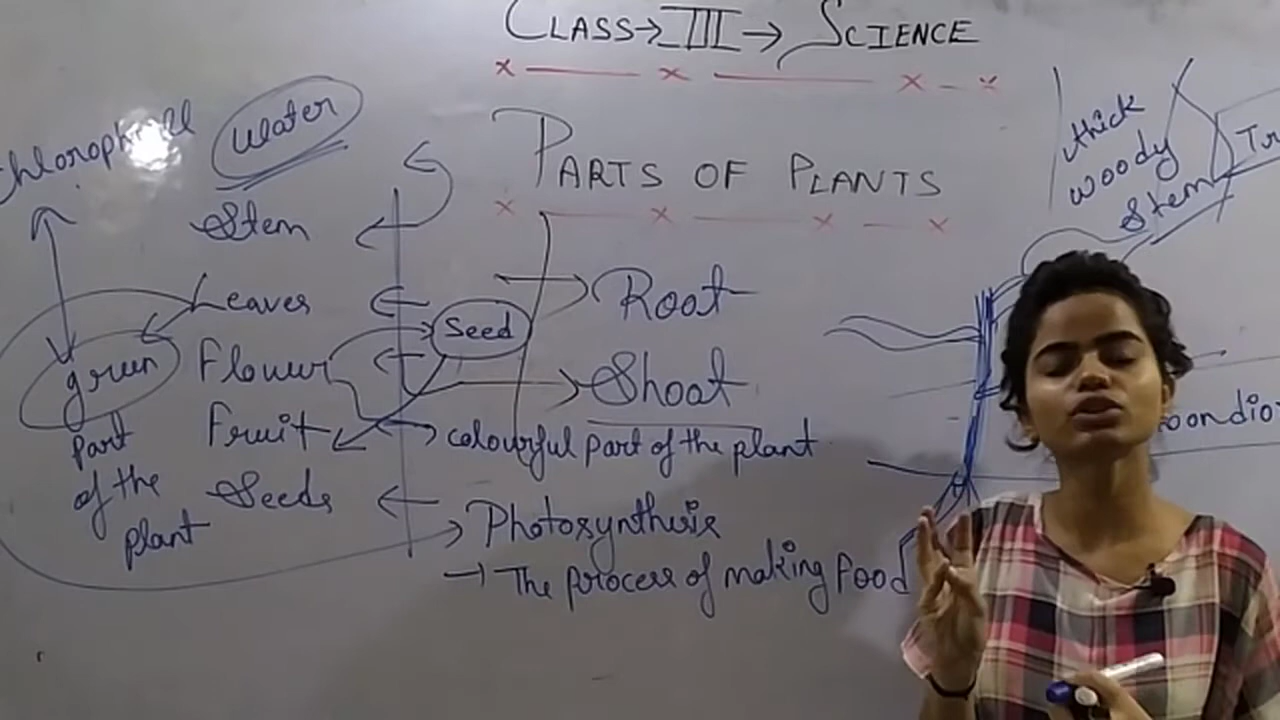 CLASS→III→SCIENCE
PARTS OF PLANTS
Chlorophyll
Water
Stem
Leaves
Flower
Fruit
Seeds
green
part
of the
plant
Seed
Root
Shoot
colourful part of the plant
Photosynthesis
→ The process of making food
thick
woody
stem